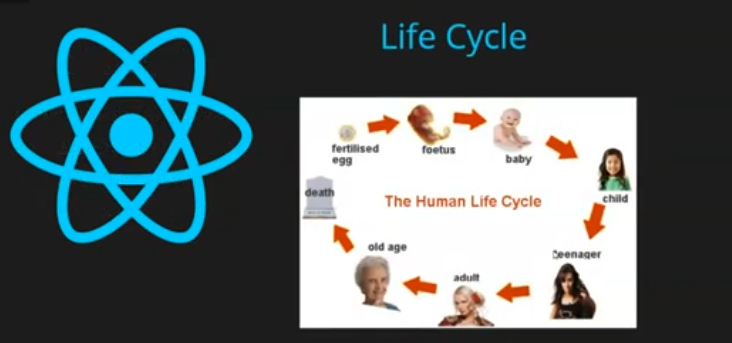 Life Cycle
fertilised
egg
foetus
baby
child
teenager
adult
old age
death
The Human Life Cycle